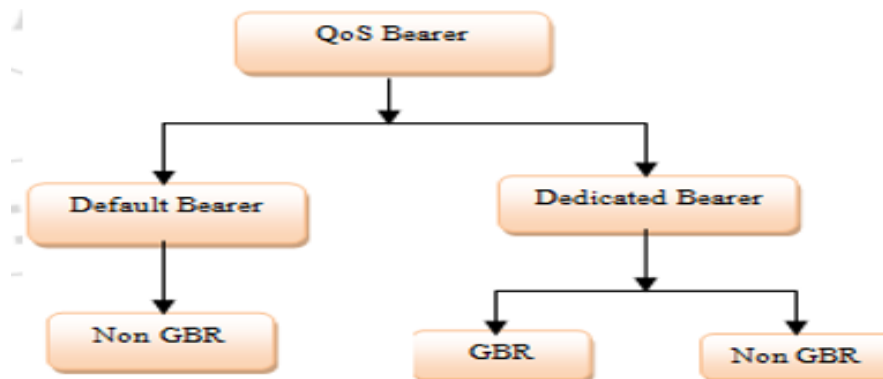 QoS Bearer
Default Bearer
Dedicated Bearer
Non GBR
GBR
Non GBR